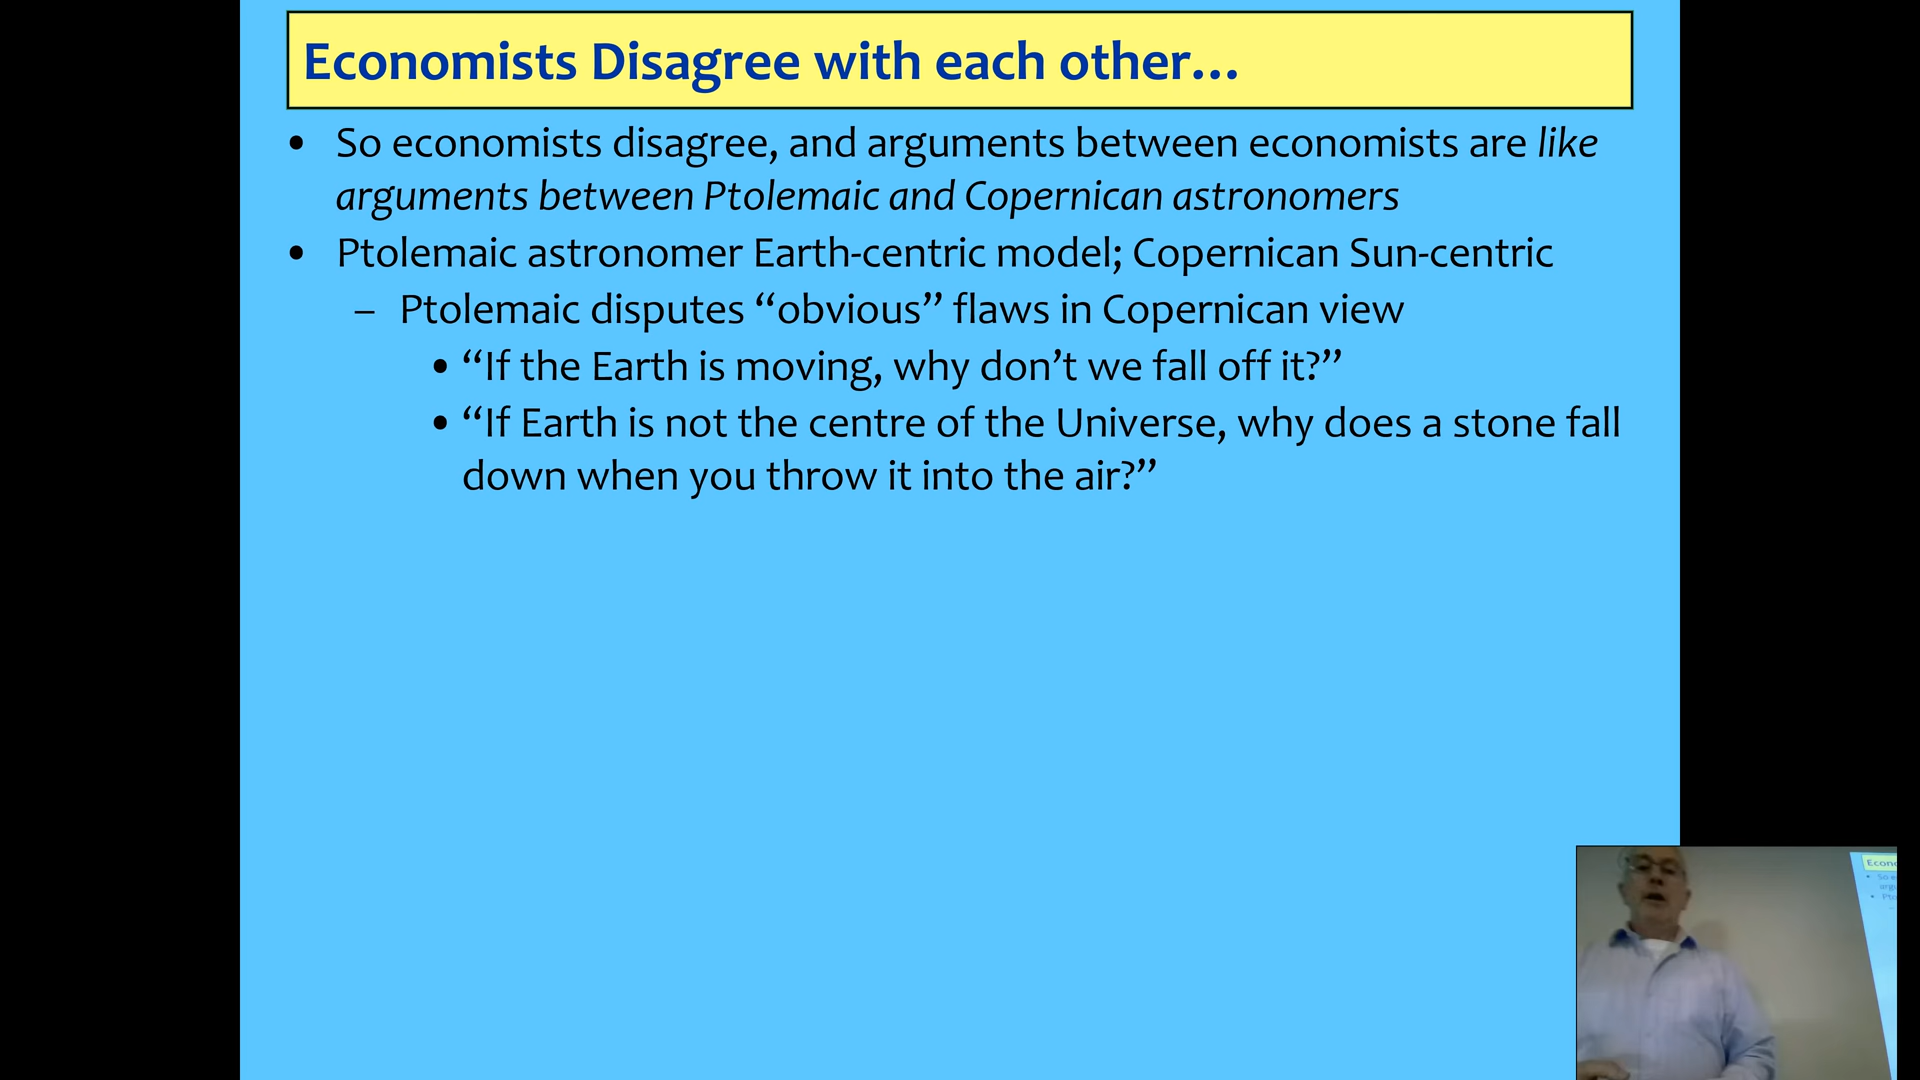 Economists Disagree with each other...
• So economists disagree, and arguments between economists are like
arguments between Ptolemaic and Copernican astronomers
• Ptolemaic astronomer Earth-centric model; Copernican Sun-centric
– Ptolemaic disputes “obvious” flaws in Copernican view
• “If the Earth is moving, why don’t we fall off it?”
• “If Earth is not the centre of the Universe, why does a stone fall
down when you throw it into the air?”
Econ